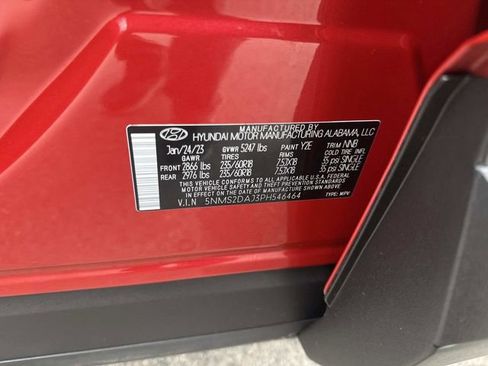 MANUFACTURED BY
HYUNDAI MOTOR MANUFACTURING ALABAMA, LLC
Jan/24/23 GVWR 5247 lbs PAINT Y2E TRIM NNB
GAWR TIRES RIMS COLD TIRE INFL
FRONT 2866 lbs 235/60R18 7.5JX18 35 psi SINGLE
REAR 2976 lbs 235/60R18 7.5JX18 35 psi SINGLE
THIS VEHICLE CONFORMS TO ALL APPLICABLE U.S.A. FEDERAL
MOTOR VEHICLE SAFETY, BUMPER, AND THEFT PREVENTION STANDARDS
IN EFFECT ON THE DATE OF MANUFACTURE SHOWN ABOVE.
V.I.N 5NMS2DAJ3PH546464 TYPE: MPV